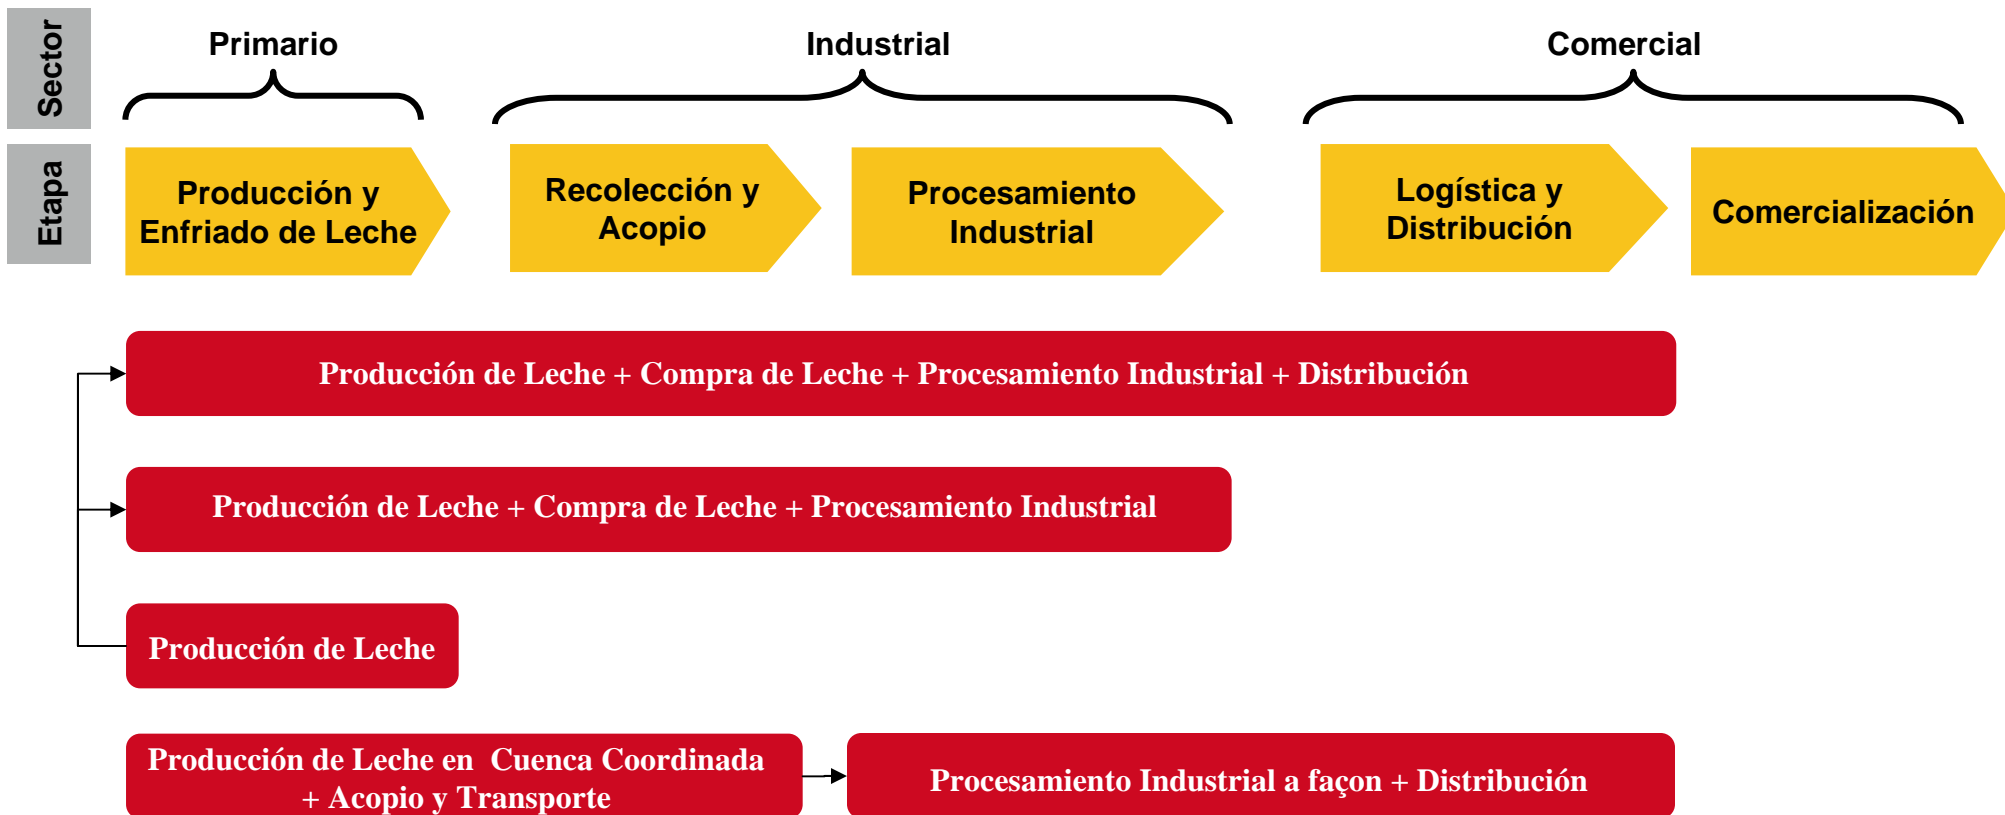 Sector
Primario
Industrial
Comercial
Etapa
Producción y
Enfriado de Leche
Recolección y
Acopio
Procesamiento
Industrial
Logística y
Distribución
Comercialización
Producción de Leche + Compra de Leche + Procesamiento Industrial + Distribución
Producción de Leche + Compra de Leche + Procesamiento Industrial
Producción de Leche
Producción de Leche en  Cuenca Coordinada
+ Acopio y Transporte
Procesamiento Industrial a façon + Distribución